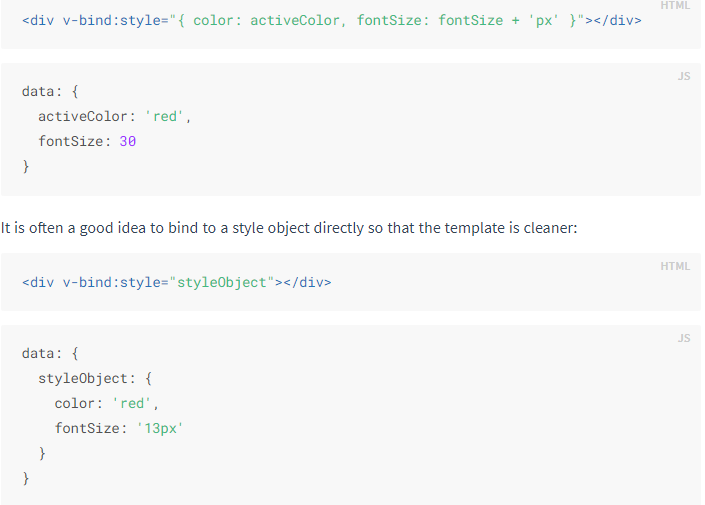 HTML
<div v-bind:style="{ color: activeColor, fontSize: fontSize + 'px' }"></div>
JS
data: {
  activeColor: 'red',
  fontSize: 30
}
It is often a good idea to bind to a style object directly so that the template is cleaner:
HTML
<div v-bind:style="styleObject"></div>
JS
data: {
  styleObject: {
    color: 'red',
    fontSize: '13px'
  }
}